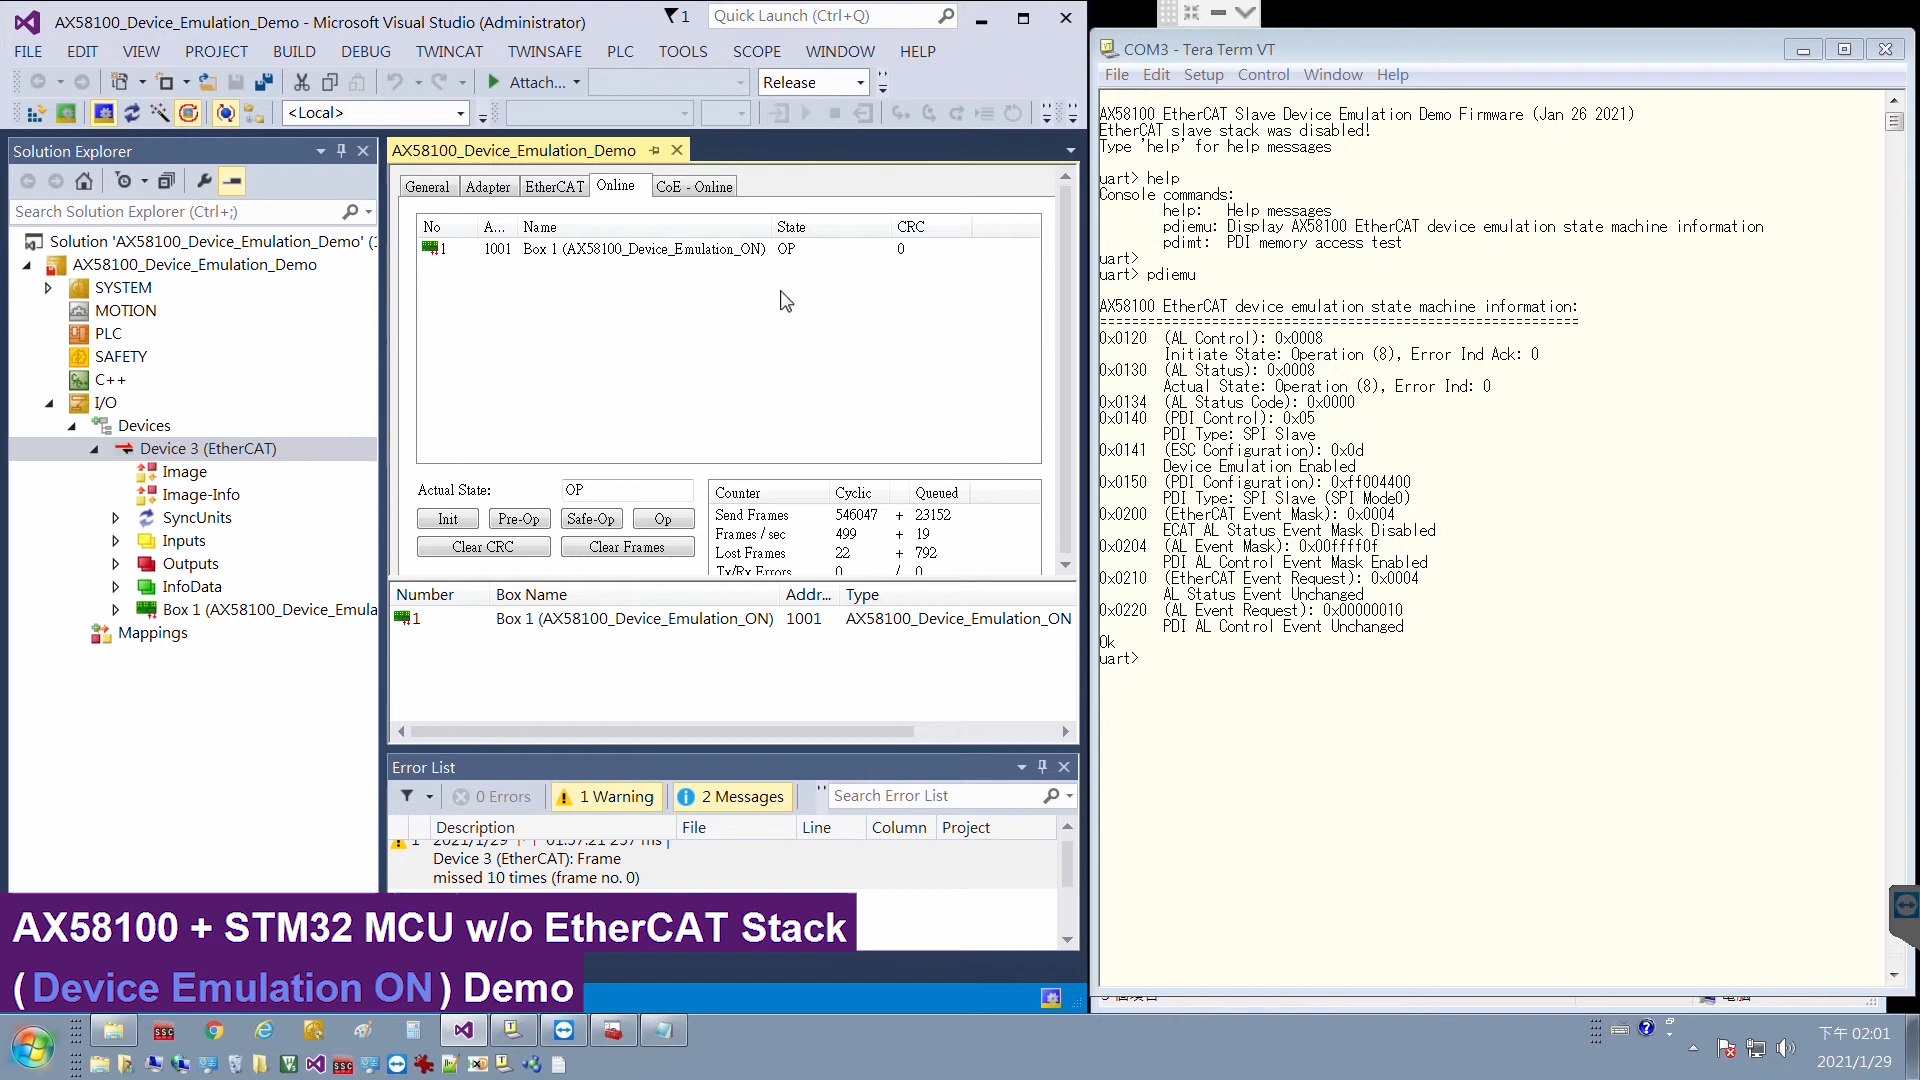 AX58100_Device_Emulation_Demo - Microsoft Visual Studio (Administrator)
1
Quick Launch (Ctrl+Q)
FILE EDIT VIEW PROJECT BUILD DEBUG TWINCAT TWINSAFE PLC TOOLS SCOPE WINDOW HELP
Attach...
Release
<Local>
Solution Explorer
Search Solution Explorer (Ctrl+;)
Solution 'AX58100_Device_Emulation_Demo' (
AX58100_Device_Emulation_Demo
SYSTEM
MOTION
PLC
SAFETY
C++
I/O
Devices
Device 3 (EtherCAT)
Image
Image-Info
SyncUnits
Inputs
Outputs
InfoData
Box 1 (AX58100_Device_Emula
Mappings
AX58100_Device_Emulation_Demo
General Adapter EtherCAT Online CoE - Online
No A... Name State CRC
1 1001 Box 1 (AX58100_Device_Emulation_ON) OP 0
Actual State: OP
Init Pre-Op Safe-Op Op
Clear CRC Clear Frames
Counter Cyclic Queued
Send Frames 546047 + 23152
Frames / sec 499 + 19
Lost Frames 22 + 792
Tx/Rx Errors 0 / 0
Number Box Name Addr... Type
1 Box 1 (AX58100_Device_Emulation_ON) 1001 AX58100_Device_Emulation_ON
Error List
0 Errors 1 Warning 2 Messages Search Error List
Description File Line Column Project
Device 3 (EtherCAT): Frame
missed 10 times (frame no. 0)
AX58100 + STM32 MCU w/o EtherCAT Stack
(Device Emulation ON) Demo
COM3 - Tera Term VT
File Edit Setup Control Window Help
AX58100 EtherCAT Slave Device Emulation Demo Firmware (Jan 26 2021)
EtherCAT slave stack was disabled!
Type 'help' for help messages
uart> help
Console commands:
help: Help messages
pdiemu: Display AX58100 EtherCAT device emulation state machine information
pdimt: PDI memory access test
uart>
uart> pdiemu
AX58100 EtherCAT device emulation state machine information:
============================================================
0x0120 (AL Control): 0x0008
Initiate State: Operation (8), Error Ind Ack: 0
0x0130 (AL Status): 0x0008
Actual State: Operation (8), Error Ind: 0
0x0134 (AL Status Code): 0x0000
0x0140 (PDI Control): 0x05
PDI Type: SPI Slave
0x0141 (ESC Configuration): 0x0d
Device Emulation Enabled
0x0150 (PDI Configuration): 0xff004400
PDI Type: SPI Slave (SPI Mode0)
0x0200 (EtherCAT Event Mask): 0x0004
ECAT AL Status Event Mask Disabled
0x0204 (AL Event Mask): 0x00ffff0f
PDI AL Control Event Mask Enabled
0x0210 (EtherCAT Event Request): 0x0004
AL Status Event Unchanged
0x0220 (AL Event Request): 0x00000010
PDI AL Control Event Unchanged
Ok
uart>
下午 02:01
2021/1/29